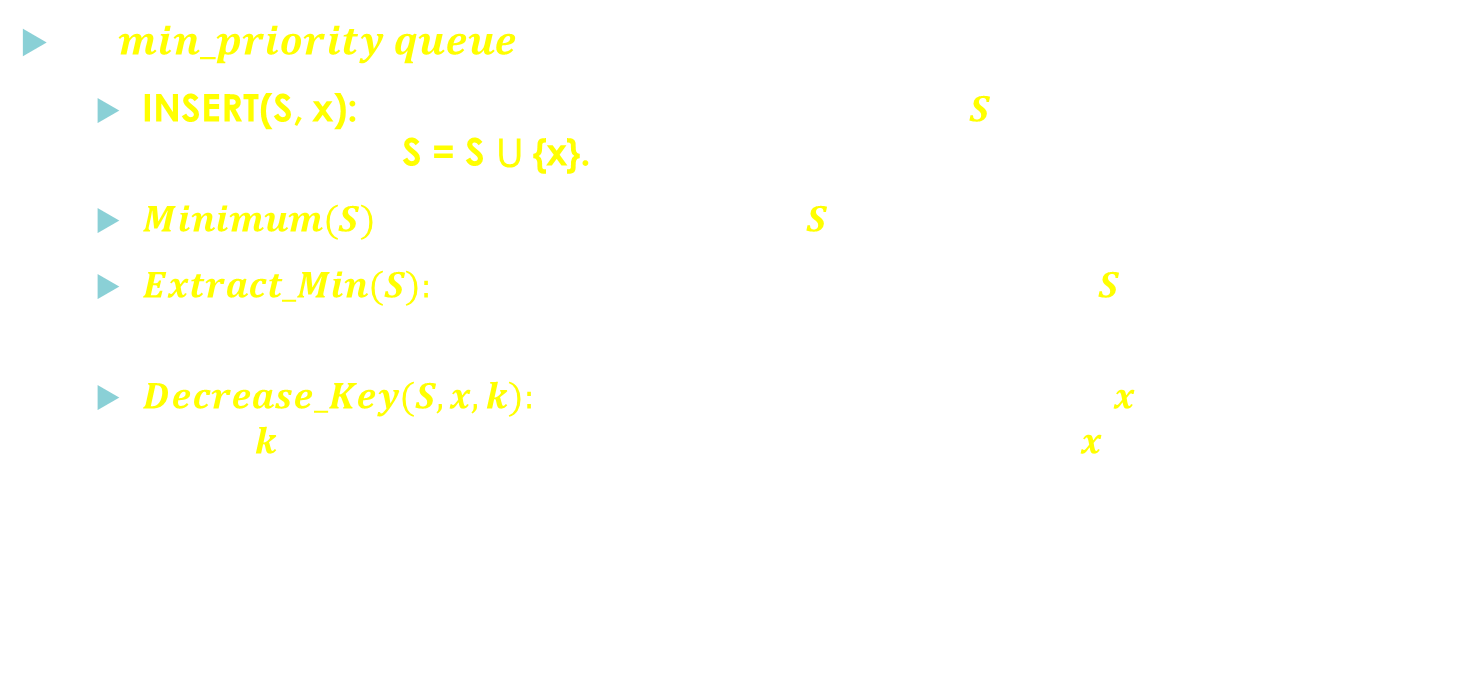 min_priority queue
INSERT(S, x): S
S = S ∪ {x}.
Minimum(S) S
Extract_Min(S): S
Decrease_Key(S, x, k): x
k x